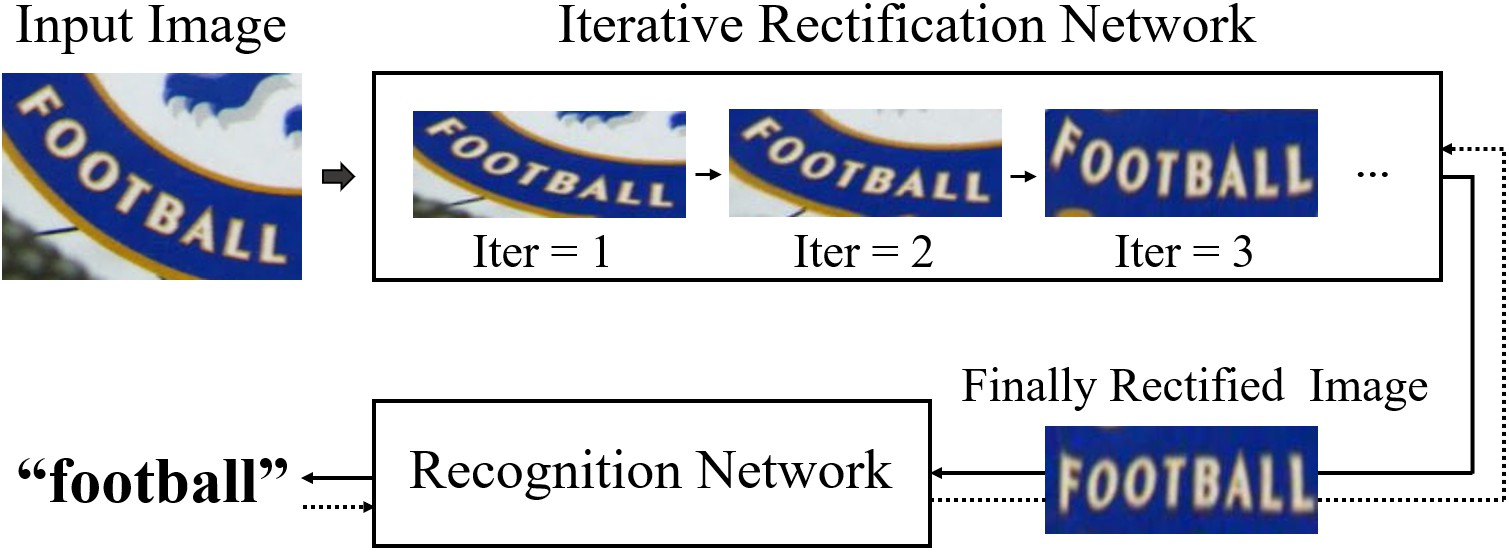 Input Image
Iterative Rectification Network
FOOTBALL
FOOTBALL
FOOTBALL
FOOTBALL
...
Iter = 1
Iter = 2
Iter = 3
Finally Rectified Image
“football”
Recognition Network
FOOTBALL